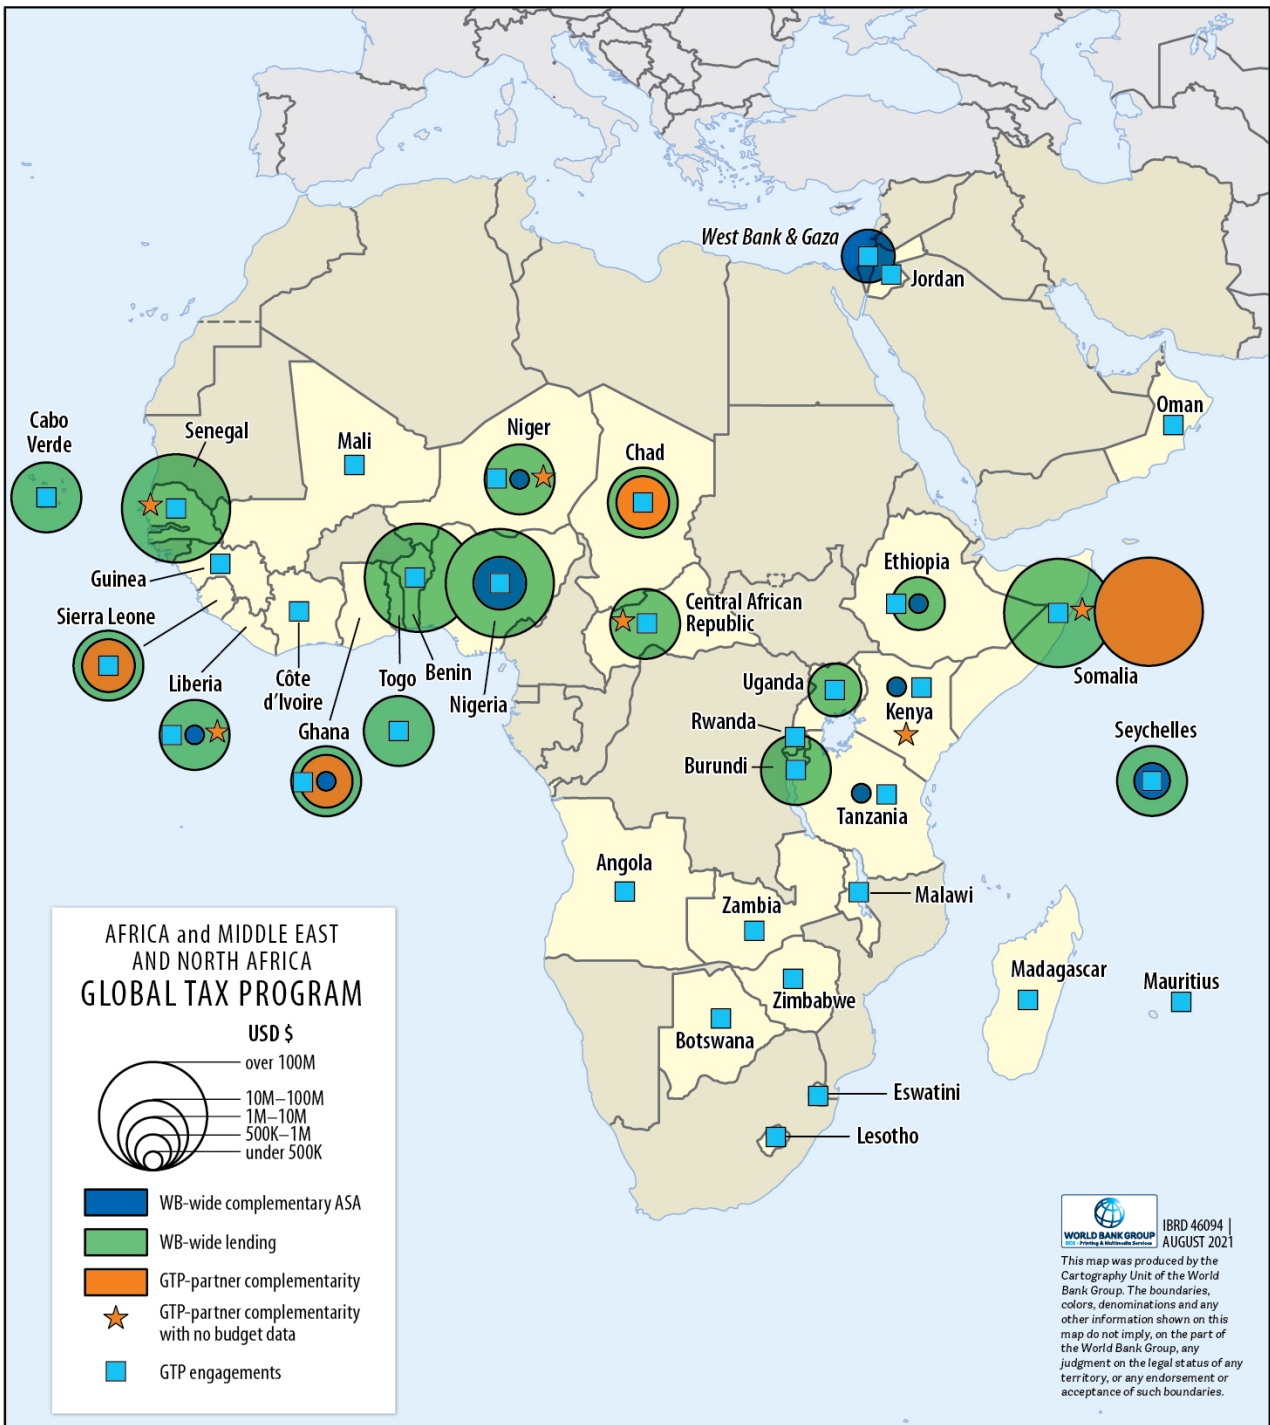 West Bank & Gaza
Jordan
Oman
Cabo
Verde
Senegal
Mali
Niger
Chad
Guinea
Sierra Leone
Liberia
Côte
d'Ivoire
Ghana
Togo
Benin
Nigeria
Central African
Republic
Ethiopia
Somalia
Uganda
Kenya
Rwanda
Burundi
Tanzania
Seychelles
Angola
Zambia
Malawi
Zimbabwe
Botswana
Madagascar
Mauritius
Eswatini
Lesotho
AFRICA and MIDDLE EAST
AND NORTH AFRICA
GLOBAL TAX PROGRAM
USD $
over 100M
10M–100M
1M–10M
500K–1M
under 500K
WB-wide complementary ASA
WB-wide lending
GTP-partner complementarity
GTP-partner complementarity
with no budget data
GTP engagements
WORLD BANK GROUP
GCS - Printing & Multimedia Services
IBRD 46094 |
AUGUST 2021
This map was produced by the
Cartography Unit of the World
Bank Group. The boundaries,
colors, denominations and any
other information shown on this
map do not imply, on the part of
the World Bank Group, any
judgment on the legal status of any
territory, or any endorsement or
acceptance of such boundaries.